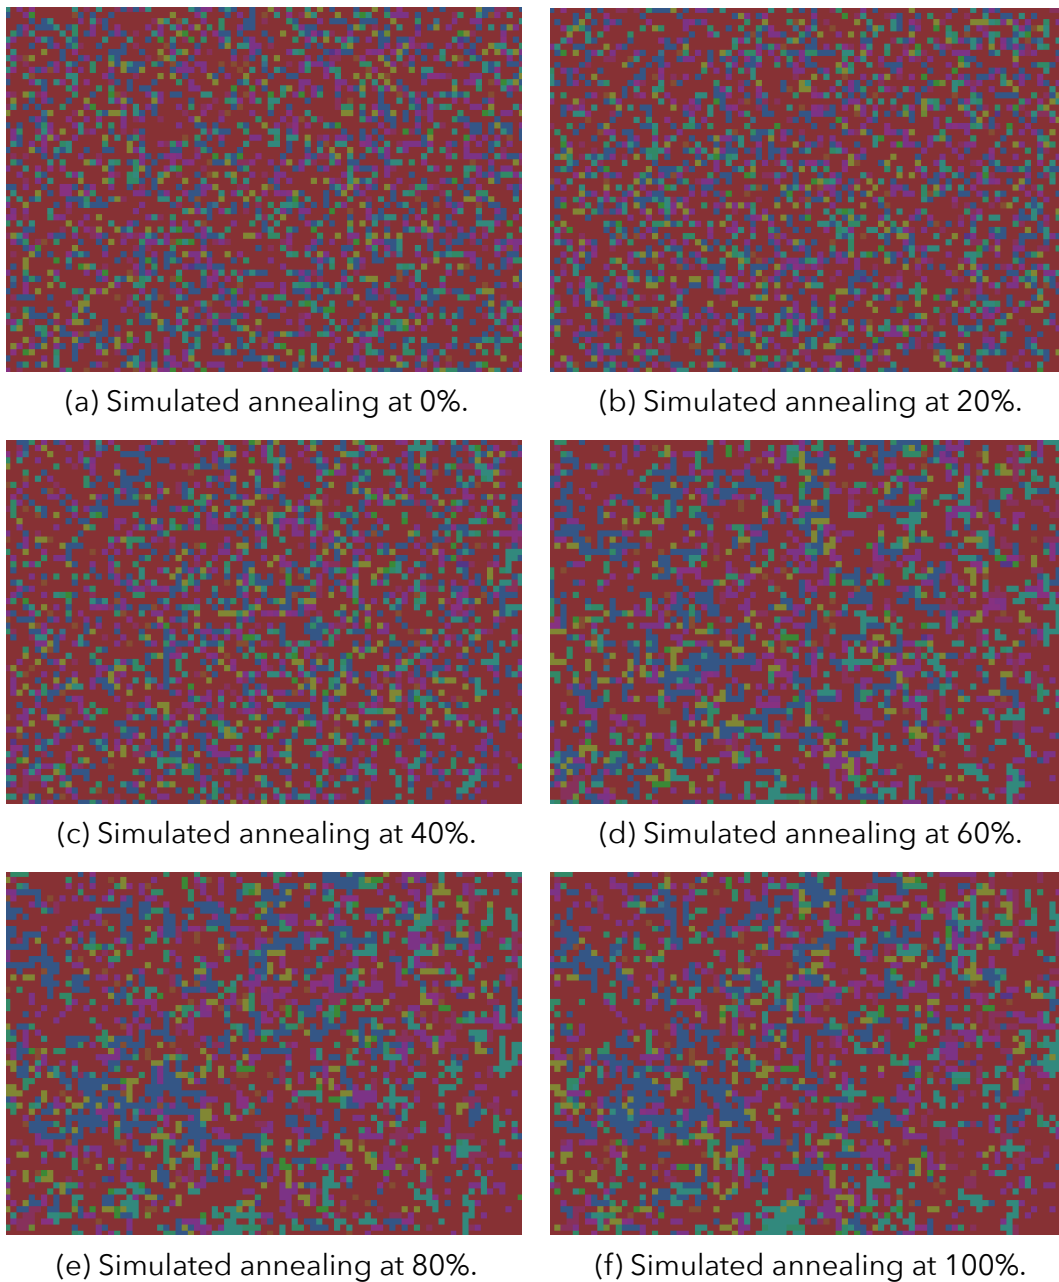 (a) Simulated annealing at 0%.
(b) Simulated annealing at 20%.
(c) Simulated annealing at 40%.
(d) Simulated annealing at 60%.
(e) Simulated annealing at 80%.
(f) Simulated annealing at 100%.